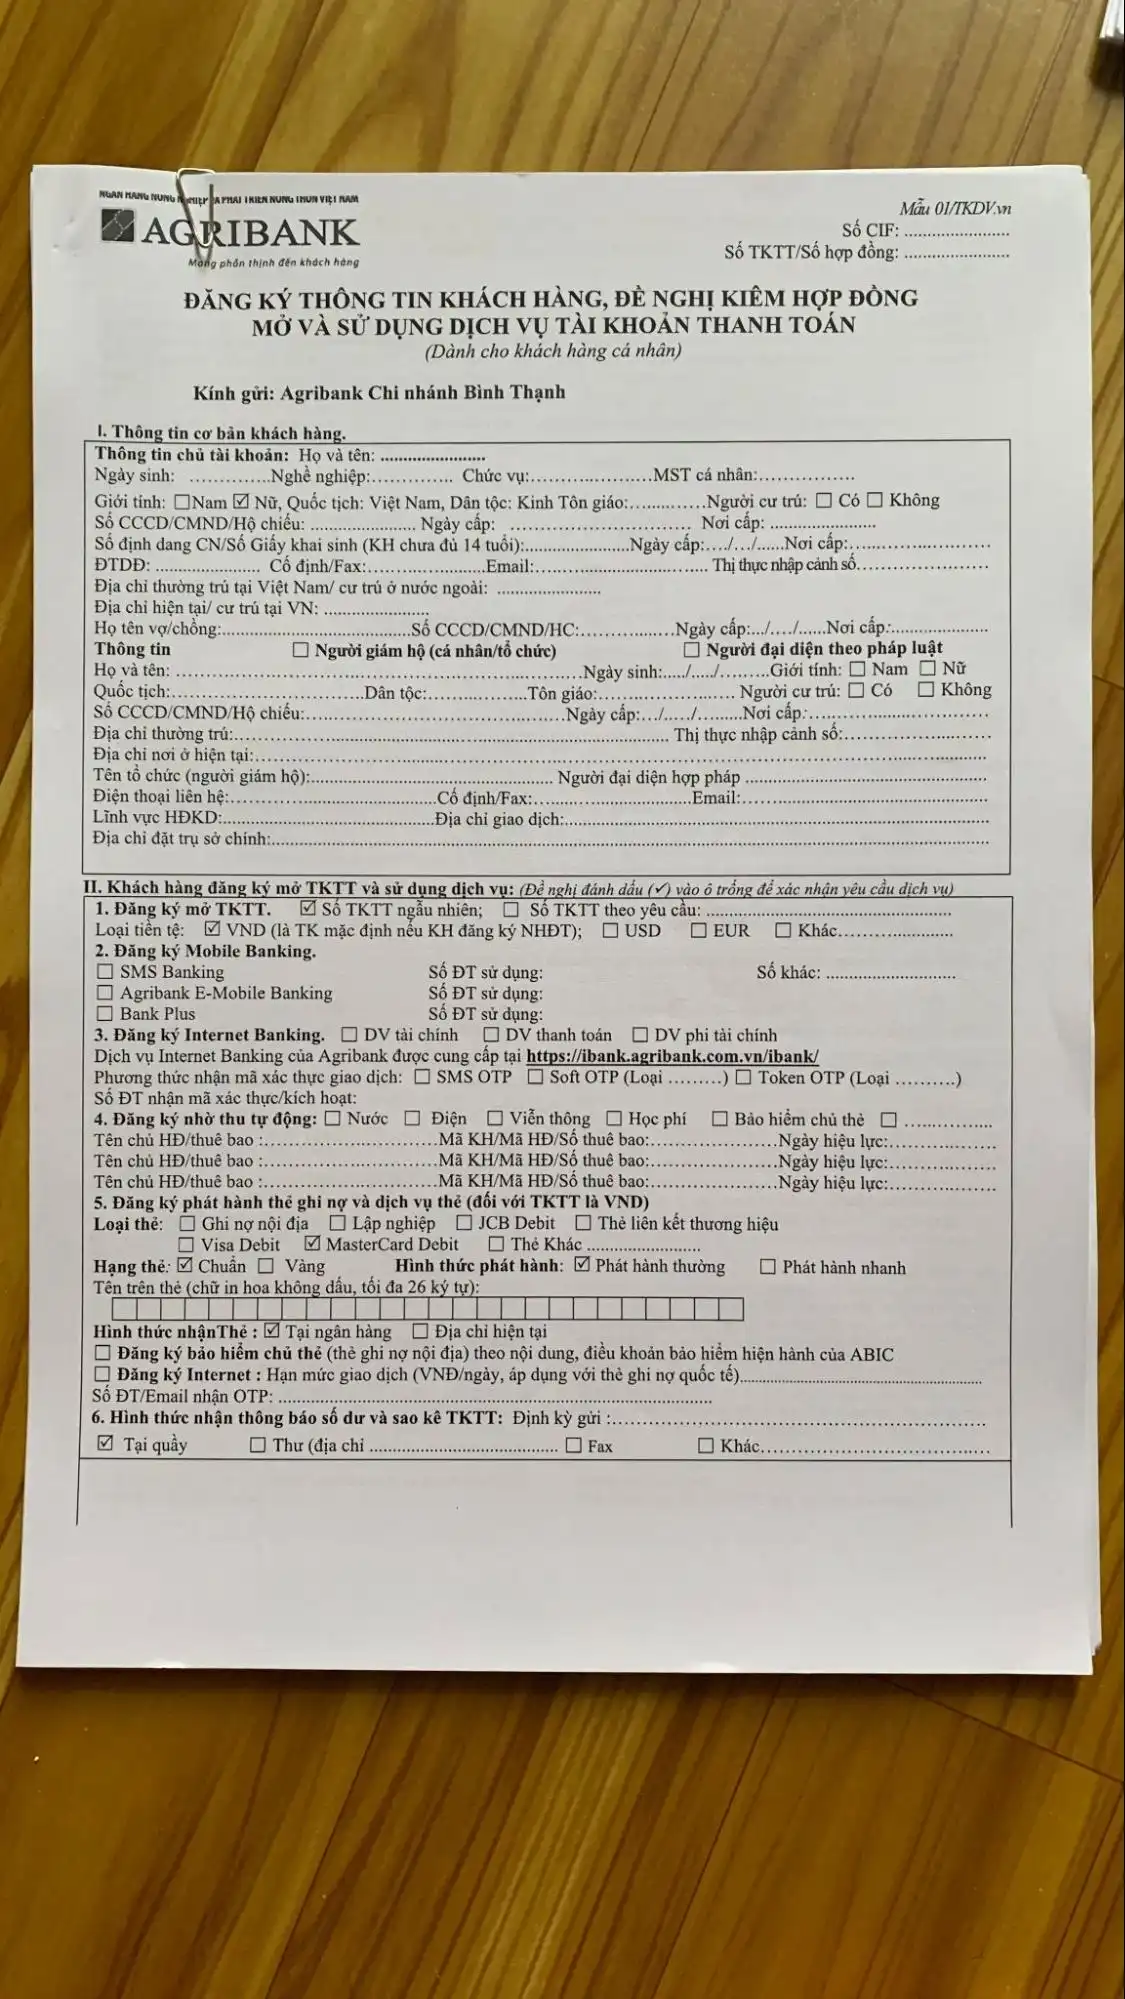 NGÂN HÀNG NÔNG NGHIỆP VÀ PHÁT TRIỂN NÔNG THÔN VIỆT NAM
AGRIBANK
Mang phồn thịnh đến khách hàng
Mẫu 01/TKDV.vn
Số CIF: ........................
Số TKTT/Số hợp đồng: ........................
ĐĂNG KÝ THÔNG TIN KHÁCH HÀNG, ĐỀ NGHỊ KIÊM HỢP ĐỒNG
MỞ VÀ SỬ DỤNG DỊCH VỤ TÀI KHOẢN THANH TOÁN
(Dành cho khách hàng cá nhân)
Kính gửi: Agribank Chi nhánh Bình Thạnh
I. Thông tin cơ bản khách hàng.
Thông tin chủ tài khoản: Họ và tên: ........................
Ngày sinh: ..............Nghề nghiệp:.............. Chức vụ:.....................MST cá nhân:................
Giới tính: ☐Nam ☑ Nữ, Quốc tịch: Việt Nam, Dân tộc: Kinh Tôn giáo:.............Người cư trú: ☐ Có ☐ Không
Số CCCD/CMND/Hộ chiếu: ........................ Ngày cấp: ................................ Nơi cấp: ........................
Số định dang CN/Số Giấy khai sinh (KH chưa đủ 14 tuổi):........................Ngày cấp:..../.../......Nơi cấp:........................
ĐTDĐ: ........................ Cố định/Fax:.....................Email:................................ Thị thực nhập cảnh số........................
Địa chỉ thường trú tại Việt Nam/ cư trú ở nước ngoài: ........................
Địa chỉ hiện tại/ cư trú tại VN: ........................
Họ tên vợ/chồng:....................................Số CCCD/CMND/HC:.................Ngày cấp:.../..../......Nơi cấp:......................
Thông tin ☐ Người giám hộ (cá nhân/tổ chức) ☐ Người đại diện theo pháp luật
Họ và tên: ................................................................Ngày sinh:...../...../.........Giới tính: ☐ Nam ☐ Nữ
Quốc tịch:..................................Dân tộc:.................Tôn giáo:........................ Người cư trú: ☐ Có ☐ Không
Số CCCD/CMND/Hộ chiếu:............................................Ngày cấp:.../...../.........Nơi cấp:................................
Địa chỉ thường trú:........................................................................ Thị thực nhập cảnh số:........................
Địa chỉ nơi ở hiện tại:................................................................................................................
Tên tổ chức (người giám hộ):............................................ Người đại diện hợp pháp ............................................
Điện thoại liên hệ:....................................Cố định/Fax:............................Email:............................................
Lĩnh vực HĐKD:......................................Địa chỉ giao dịch:........................................................................
Địa chỉ đặt trụ sở chính:................................................................................................................
II. Khách hàng đăng ký mở TKTT và sử dụng dịch vụ: (Đề nghị đánh dấu (✓) vào ô trống để xác nhận yêu cầu dịch vụ)
1. Đăng ký mở TKTT. ☑ Số TKTT ngẫu nhiên; ☐ Số TKTT theo yêu cầu: ............................................
Loại tiền tệ: ☑ VND (là TK mặc định nếu KH đăng ký NHĐT); ☐ USD ☐ EUR ☐ Khác.....................
2. Đăng ký Mobile Banking.
☐ SMS Banking Số ĐT sử dụng: Số khác: ............................
☐ Agribank E-Mobile Banking Số ĐT sử dụng:
☐ Bank Plus Số ĐT sử dụng:
3. Đăng ký Internet Banking. ☐ DV tài chính ☐ DV thanh toán ☐ DV phi tài chính
Dịch vụ Internet Banking của Agribank được cung cấp tại https://ibank.agribank.com.vn/ibank/
Phương thức nhận mã xác thực giao dịch: ☐ SMS OTP ☐ Soft OTP (Loại .........) ☐ Token OTP (Loại ..........)
Số ĐT nhận mã xác thực/kích hoạt:
4. Đăng ký nhờ thu tự động: ☐ Nước ☐ Điện ☐ Viễn thông ☐ Học phí ☐ Bảo hiểm chủ thẻ ☐ ................
Tên chủ HĐ/thuê bao :................................Mã KH/Mã HĐ/Số thuê bao:........................Ngày hiệu lực:....................
Tên chủ HĐ/thuê bao :................................Mã KH/Mã HĐ/Số thuê bao:........................Ngày hiệu lực:....................
Tên chủ HĐ/thuê bao :................................Mã KH/Mã HĐ/Số thuê bao:........................Ngày hiệu lực:....................
5. Đăng ký phát hành thẻ ghi nợ và dịch vụ thẻ (đối với TKTT là VND)
Loại thẻ: ☐ Ghi nợ nội địa ☐ Lập nghiệp ☐ JCB Debit ☐ Thẻ liên kết thương hiệu
☐ Visa Debit ☑ MasterCard Debit ☐ Thẻ Khác ........................
Hạng thẻ: ☑ Chuẩn ☐ Vàng Hình thức phát hành: ☑ Phát hành thường ☐ Phát hành nhanh
Tên trên thẻ (chữ in hoa không dấu, tối đa 26 ký tự):
Hình thức nhậnThẻ : ☑ Tại ngân hàng ☐ Địa chỉ hiện tại
☐ Đăng ký bảo hiểm chủ thẻ (thẻ ghi nợ nội địa) theo nội dung, điều khoản bảo hiểm hiện hành của ABIC
☐ Đăng ký Internet : Hạn mức giao dịch (VNĐ/ngày, áp dụng với thẻ ghi nợ quốc tế)............................................
Số ĐT/Email nhận OTP: ................................................................................
6. Hình thức nhận thông báo số dư và sao kê TKTT: Định kỳ gửi :................................................................
☑ Tại quầy ☐ Thư (địa chỉ .................................... ☐ Fax ☐ Khác....................................